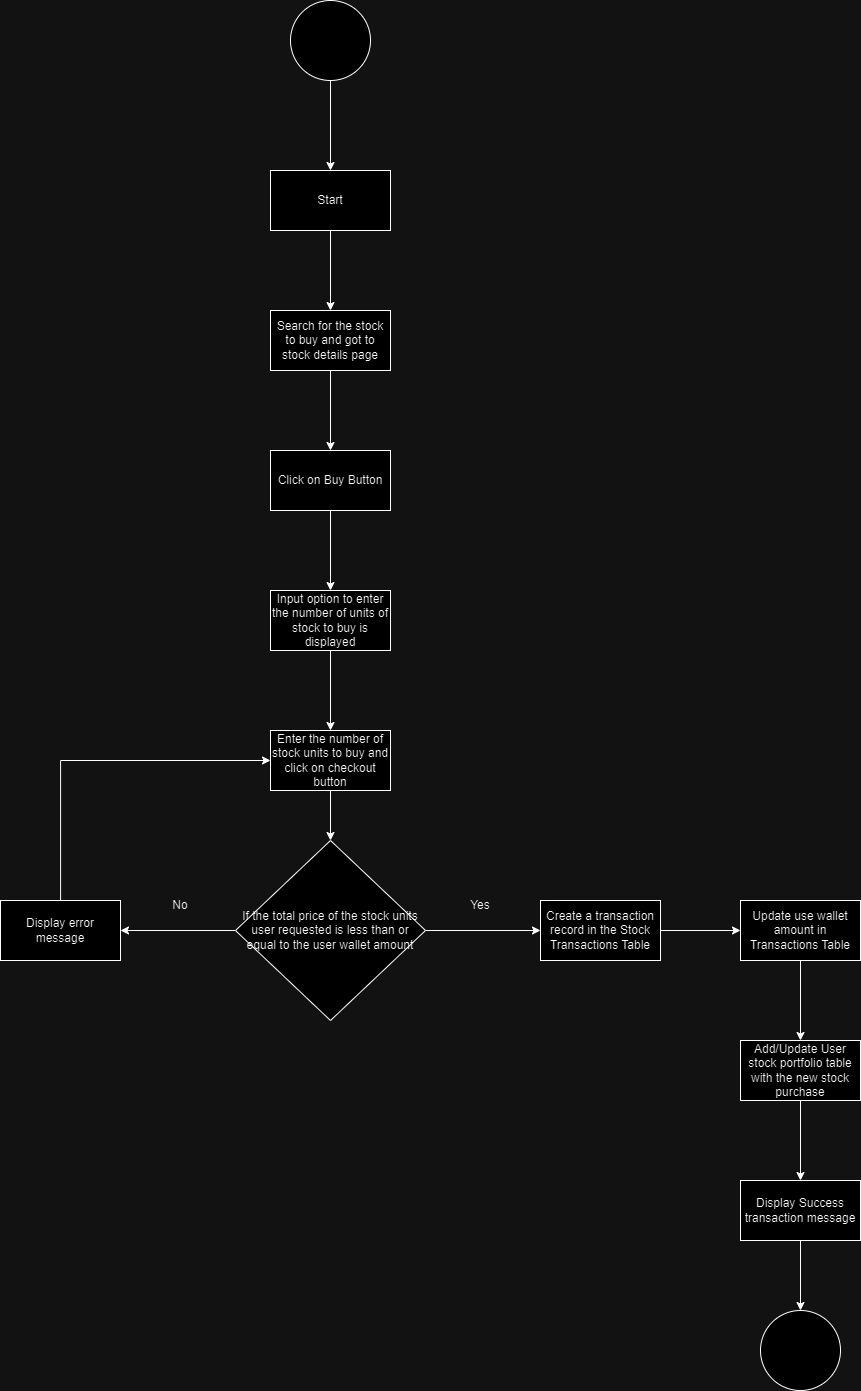 Start
Search for the stock
to buy and got to
stock details page
Click on Buy Button
Input option to enter
the number of units of
stock to buy is
displayed
Enter the number of
stock units to buy and
click on checkout
button
No
Yes
Display error
message
If the total price of the stock units
user requested is less than or
equal to the user wallet amount
Create a transaction
record in the Stock
Transactions Table
Update use wallet
amount in
Transactions Table
Add/Update User
stock portfolio table
with the new stock
purchase
Display Success
transaction message